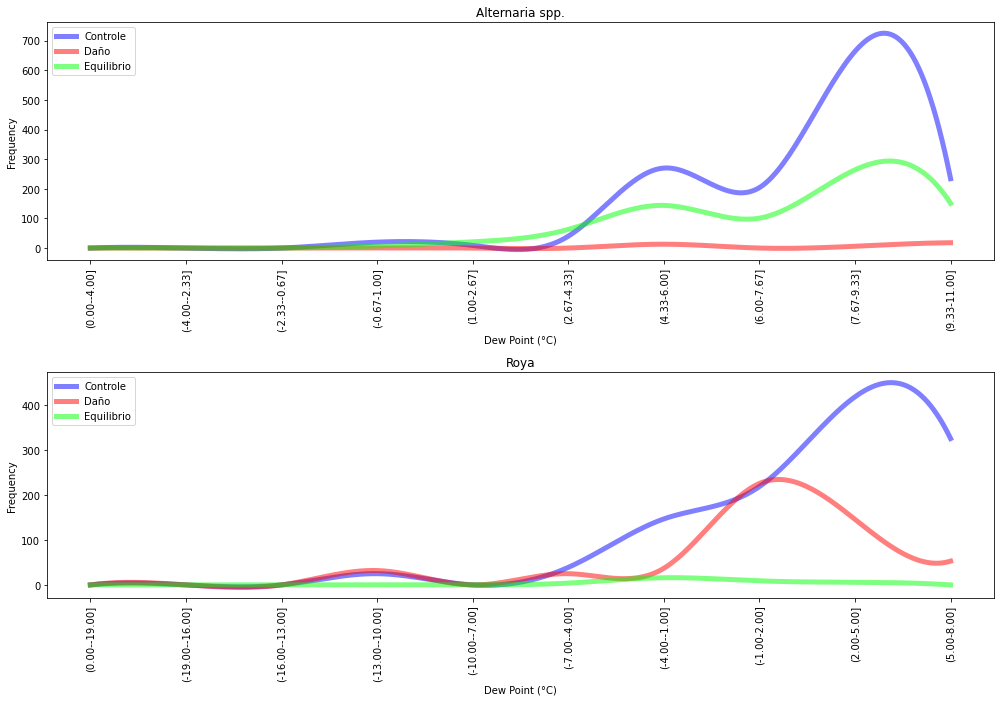 Alternaria spp.
Controle
Daño
Equilibrio
Frequency
700
600
500
400
300
200
100
0
(0.00--4.00]
(-4.00--2.33]
(-2.33--0.67]
(-0.67-1.00]
(1.00-2.67]
(2.67-4.33]
(4.33-6.00]
(6.00-7.67]
(7.67-9.33]
(9.33-11.00]
Dew Point (°C)
Roya
Controle
Daño
Equilibrio
Frequency
400
300
200
100
0
(0.00--19.00]
(-19.00--16.00]
(-16.00--13.00]
(-13.00--10.00]
(-10.00--7.00]
(-7.00--4.00]
(-4.00--1.00]
(-1.00-2.00]
(2.00-5.00]
(5.00-8.00]
Dew Point (°C)